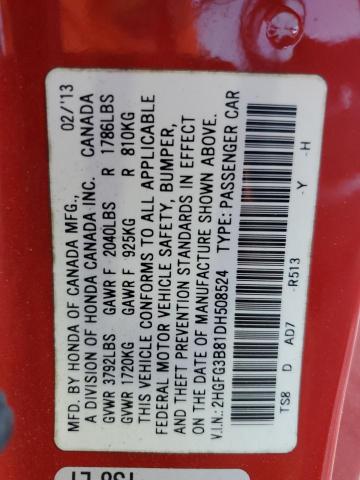 MFD. BY HONDA OF CANADA MFG., 02/'13
A DIVISION OF HONDA CANADA INC. CANADA
GVWR 3792LBS GAWR F 2040LBS R 1786LBS
GVWR 1720KG GAWR F 925KG R 810KG
THIS VEHICLE CONFORMS TO ALL APPLICABLE
FEDERAL MOTOR VEHICLE SAFETY, BUMPER,
AND THEFT PREVENTION STANDARDS IN EFFECT
ON THE DATE OF MANUFACTURE SHOWN ABOVE.
V.I.N.: 2HGFG3B81DH508524 TYPE: PASSENGER CAR
TS8 D AD7 -R513 -Y -H